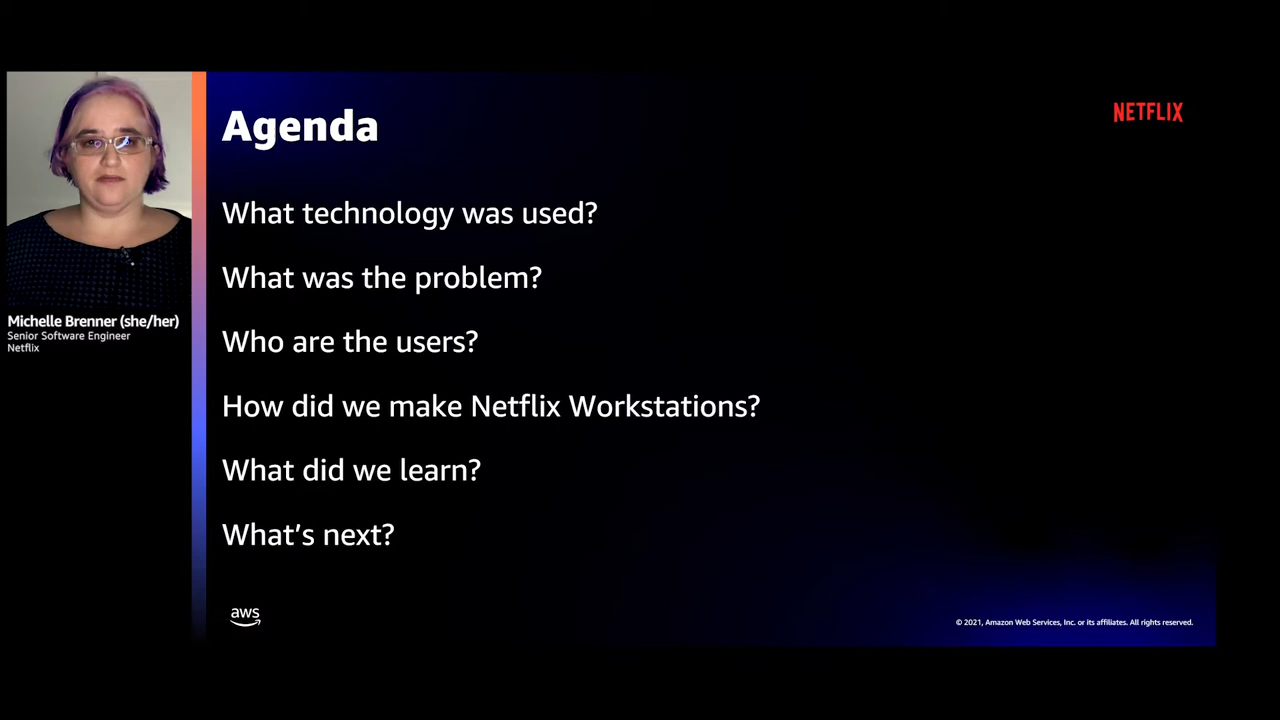 Agenda
NETFLIX
What technology was used?
What was the problem?
Who are the users?
How did we make Netflix Workstations?
What did we learn?
What's next?
Michelle Brenner (she/her)
Senior Software Engineer
Netflix
aws
© 2021, Amazon Web Services, Inc. or its affiliates. All rights reserved.